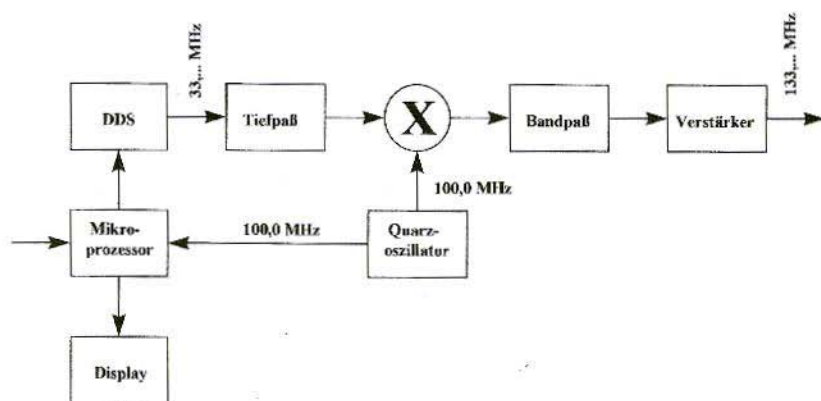 33,... MHz
133,... MHz
DDS
Tiefpaß
X
Bandpaß
Verstärker
100,0 MHz
Mikro-
prozessor
100,0 MHz
Quarz-
oszillator
Display